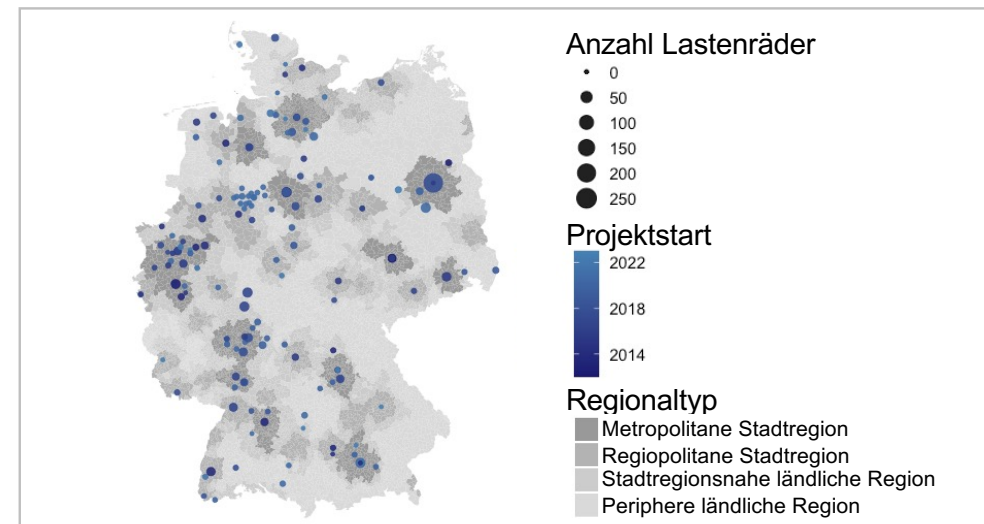 Anzahl Lastenräder
0
50
100
150
200
250
Projektstart
2022
2018
2014
Regionaltyp
Metropolitane Stadtregion
Regiopolitane Stadtregion
Stadtregionsnahe ländliche Region
Periphere ländliche Region